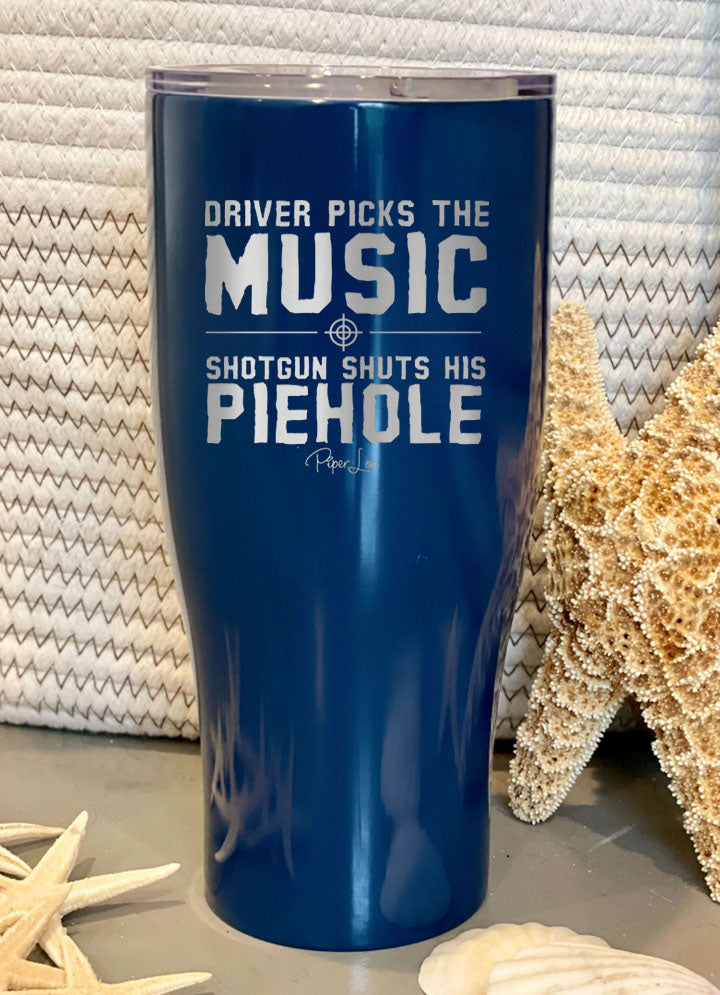 DRIVER PICKS THE
MUSIC
SHOTGUN SHUTS HIS
PIEHOLE
Piper Lou